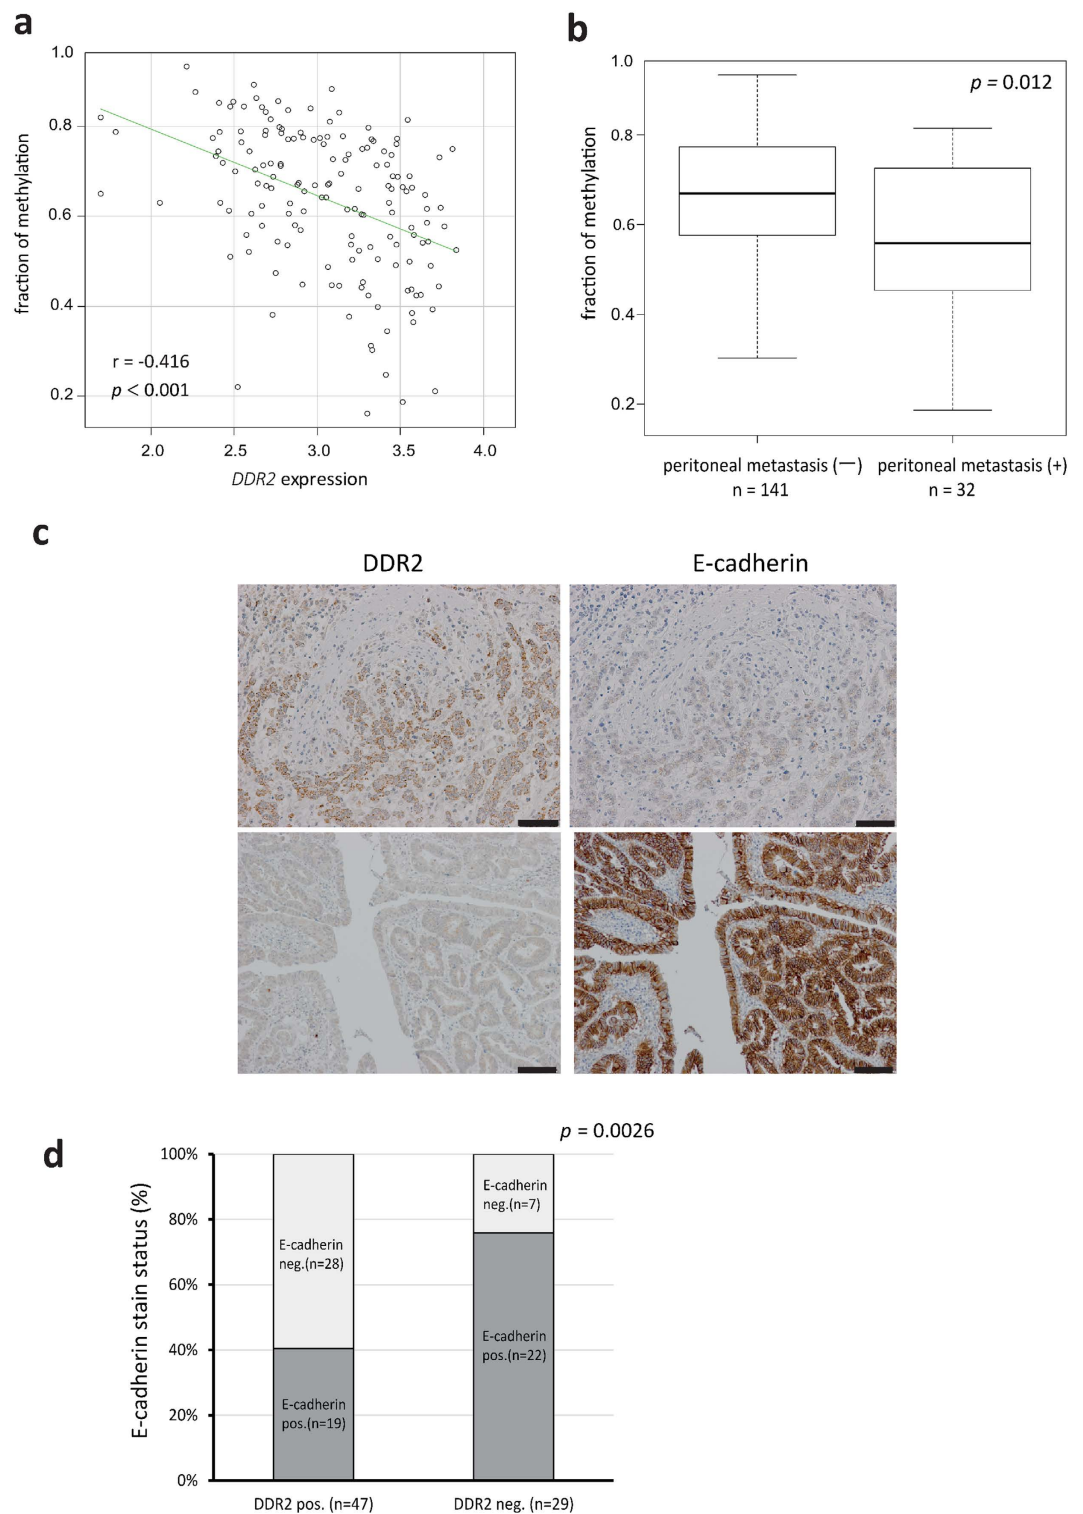 a
1.0
0.8
0.6
0.4
0.2
fraction of methylation
r = -0.416
p < 0.001
2.0 2.5 3.0 3.5 4.0
DDR2 expression
b
1.0
0.8
0.6
0.4
0.2
fraction of methylation
p = 0.012
peritoneal metastasis (—) peritoneal metastasis (+)
n = 141 n = 32
c
DDR2 E-cadherin
d
p = 0.0026
100%
80%
60%
40%
20%
0%
E-cadherin stain status (%)
E-cadherin
neg.(n=28)
E-cadherin
pos.(n=19)
E-cadherin
neg.(n=7)
E-cadherin
pos.(n=22)
DDR2 pos. (n=47) DDR2 neg. (n=29)